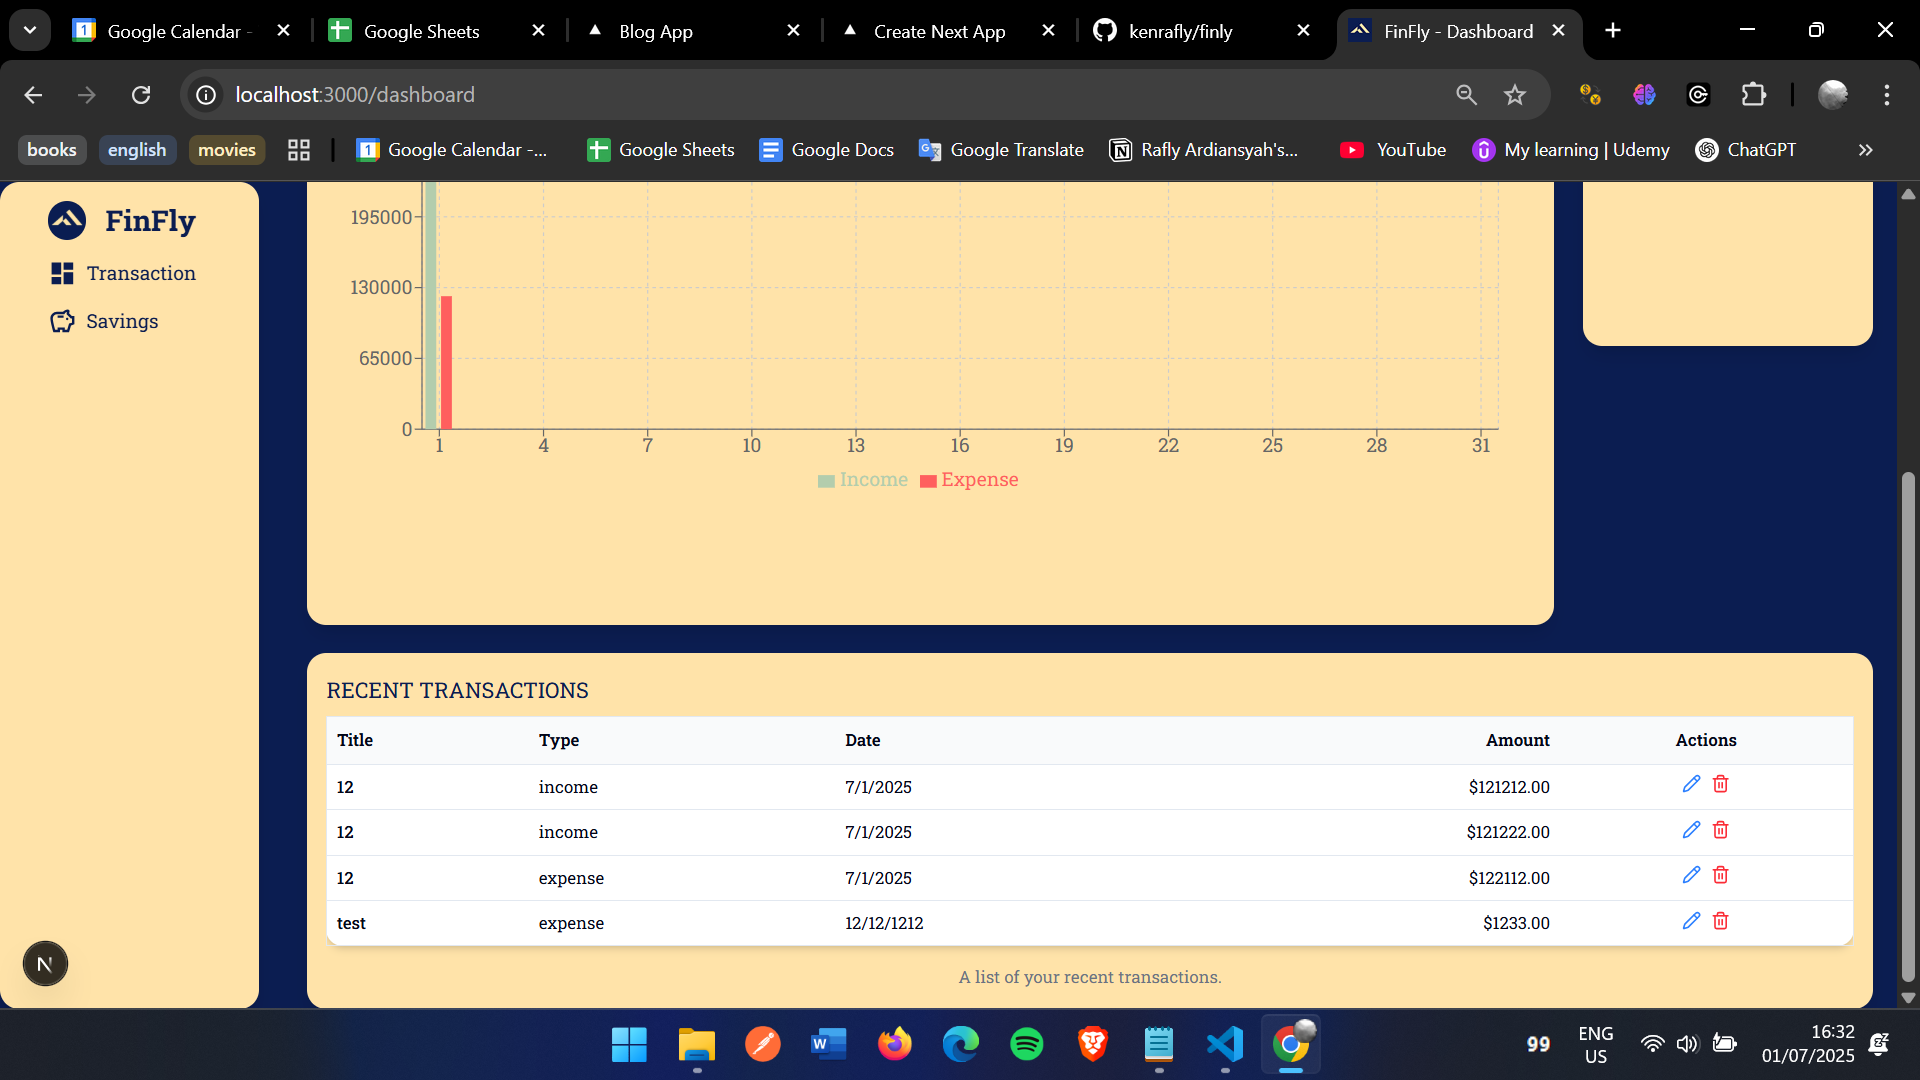 Google Calendar -
Google Sheets
Blog App
Create Next App
kenrafly/finly
FinFly - Dashboard
localhost:3000/dashboard
books
english
movies
Google Calendar -...
Google Sheets
Google Docs
Google Translate
Rafly Ardiansyah's...
YouTube
My learning | Udemy
ChatGPT
FinFly
Transaction
Savings
195000
130000
65000
0
1 4 7 10 13 16 19 22 25 28 31
Income Expense
RECENT TRANSACTIONS
Title Type Date Amount Actions
12 income 7/1/2025 $121212.00
12 income 7/1/2025 $121222.00
12 expense 7/1/2025 $122112.00
test expense 12/12/1212 $1233.00
A list of your recent transactions.
N
99
ENG
US
16:32
01/07/2025